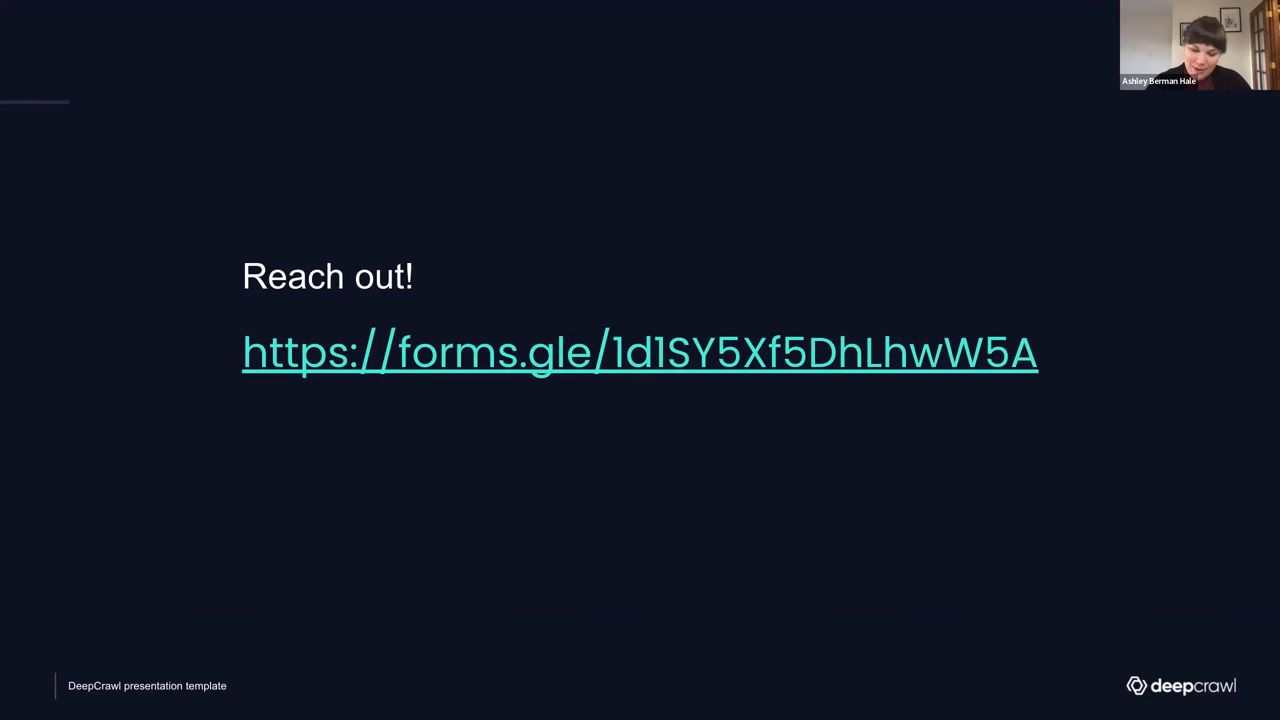 Ashley Berman Hale
Reach out!
https://forms.gle/1d1SY5Xf5DhLhwW5A
DeepCrawl presentation template
deepcrawl